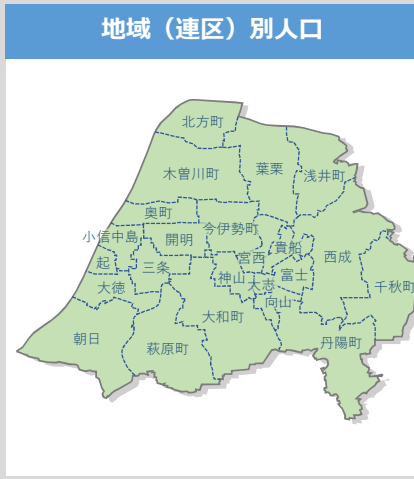 地域（連区）別人口
北方町
木曽川町
葉栗
浅井町
奥町
小信中島
開明
今伊勢町
貴船
宮西
西成
起
三条
神山
大志
富士
千秋町
大徳
向山
大和町
朝日
萩原町
丹陽町